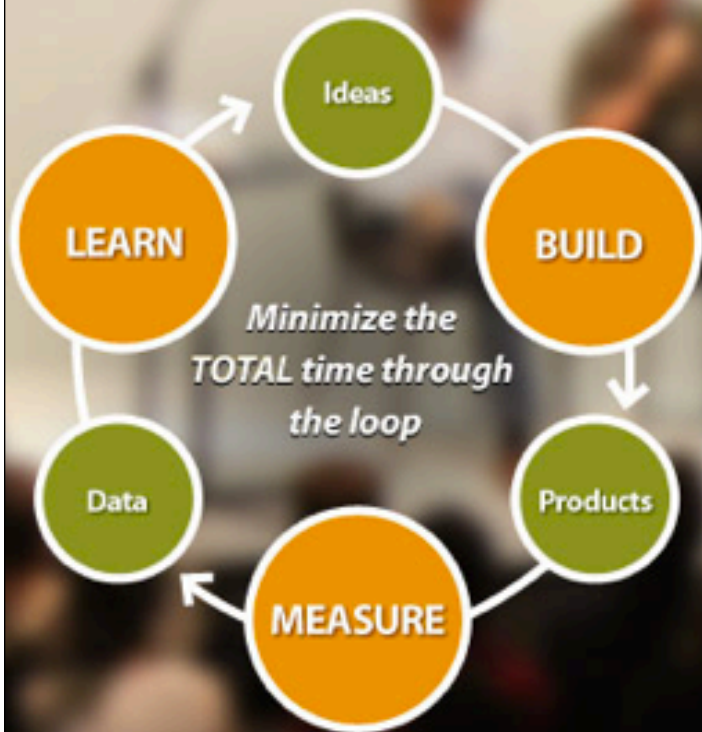 Ideas
BUILD
Products
MEASURE
Data
LEARN
Minimize the
TOTAL time through
the loop